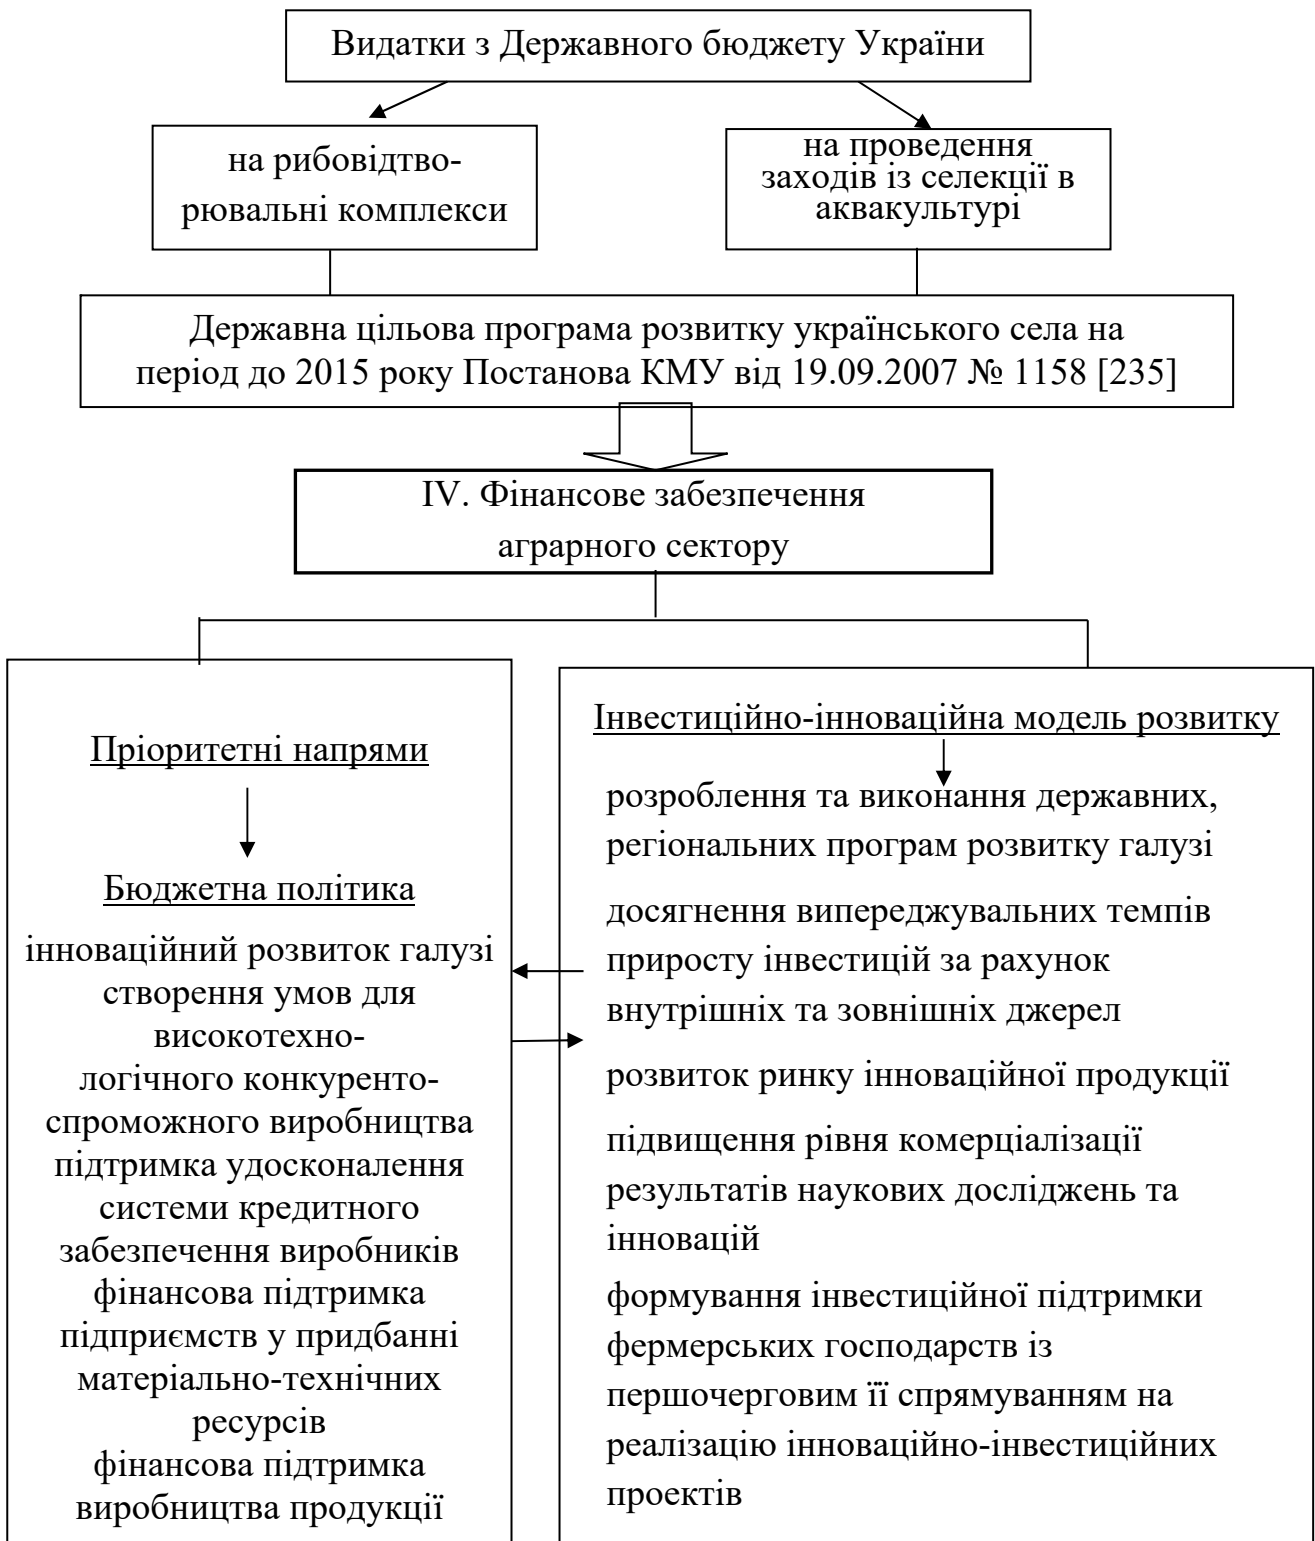 Видатки з Державного бюджету України
на рибовідтво-
рювальні комплекси
на проведення
заходів із селекції в
аквакультурі
Державна цільова програма розвитку українського села на
період до 2015 року Постанова КМУ від 19.09.2007 № 1158 [235]
IV. Фінансове забезпечення
аграрного сектору
Пріоритетні напрями
Бюджетна політика
інноваційний розвиток галузі
створення умов для
високотехно-
логічного конкуренто-
спроможного виробництва
підтримка удосконалення
системи кредитного
забезпечення виробників
фінансова підтримка
підприємств у придбанні
матеріально-технічних
ресурсів
фінансова підтримка
виробництва продукції
Інвестиційно-інноваційна модель розвитку
розроблення та виконання державних,
регіональних програм розвитку галузі
досягнення випереджувальних темпів
приросту інвестицій за рахунок
внутрішніх та зовнішніх джерел
розвиток ринку інноваційної продукції
підвищення рівня комерціалізації
результатів наукових досліджень та
інновацій
формування інвестиційної підтримки
фермерських господарств із
першочерговим її спрямуванням на
реалізацію інноваційно-інвестиційних
проектів